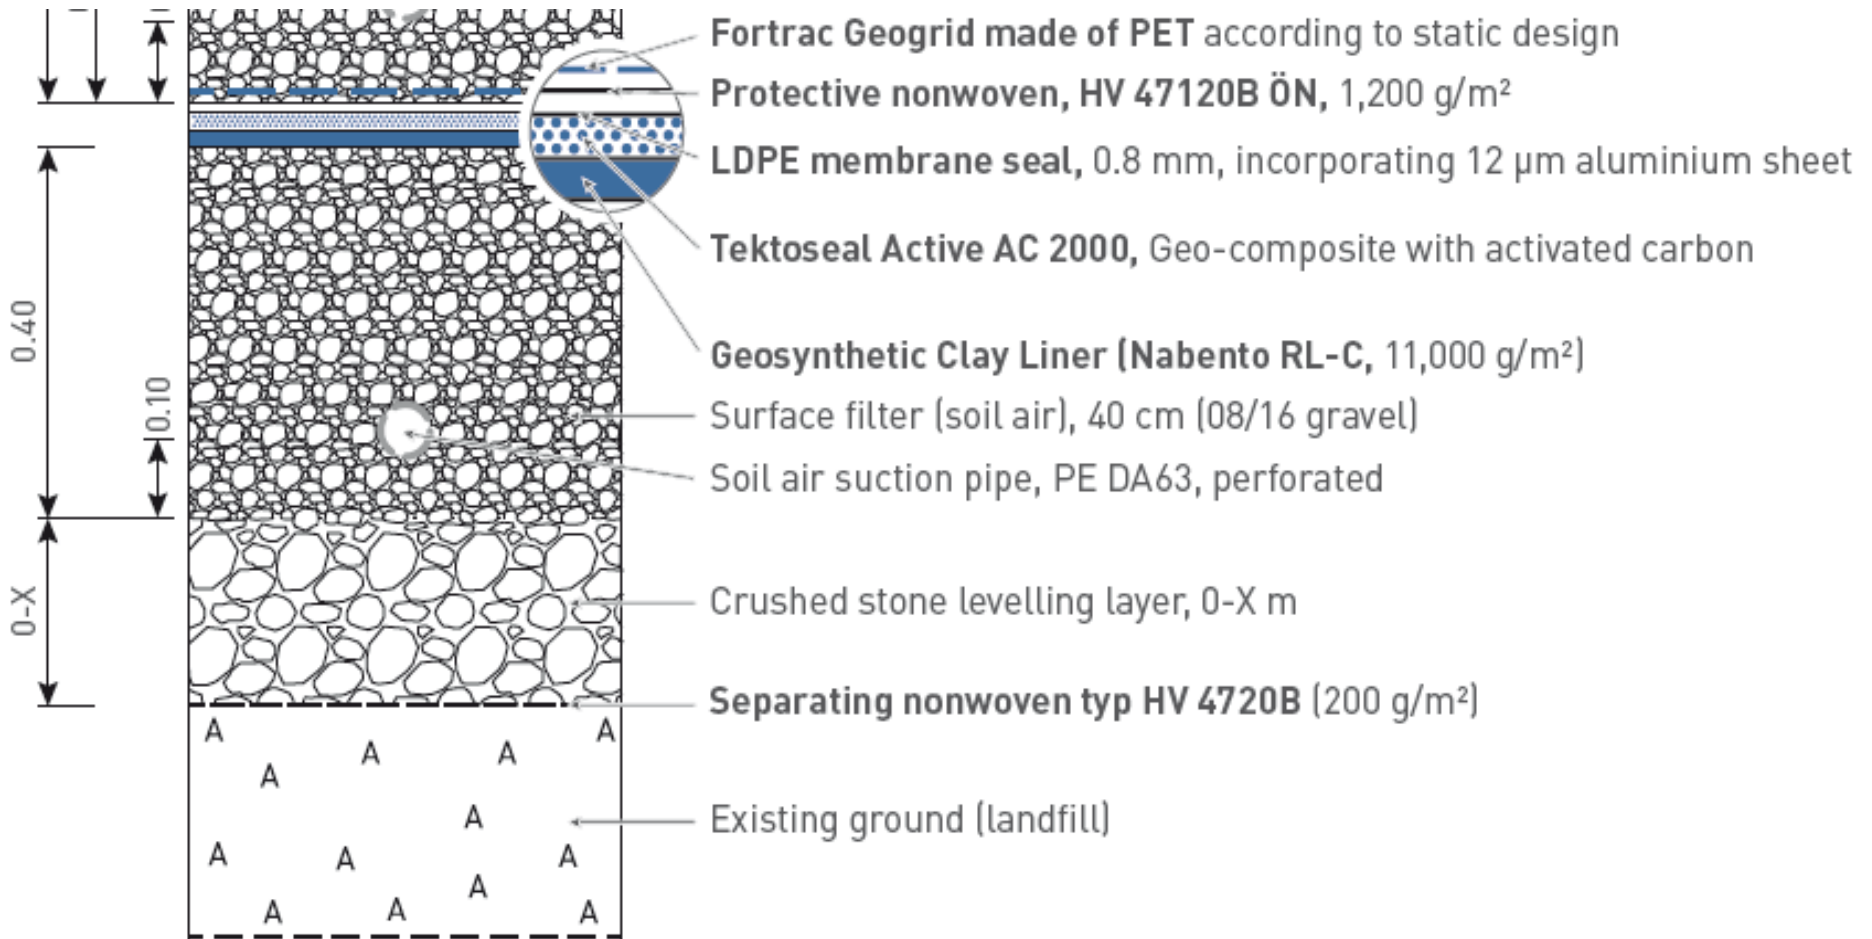 Fortrac Geogrid made of PET according to static design
Protective nonwoven, HV 47120B ÖN, 1,200 g/m²
LDPE membrane seal, 0.8 mm, incorporating 12 µm aluminium sheet
Tektoseal Active AC 2000, Geo-composite with activated carbon
0.40
Geosynthetic Clay Liner (Nabento RL-C, 11,000 g/m²)
0.10
Surface filter (soil air), 40 cm (08/16 gravel)
Soil air suction pipe, PE DA63, perforated
0-X
Crushed stone levelling layer, 0-X m
Separating nonwoven typ HV 4720B (200 g/m²)
A
A
A
A
A
A
Existing ground (landfill)
A
A
A
A
A
A
A